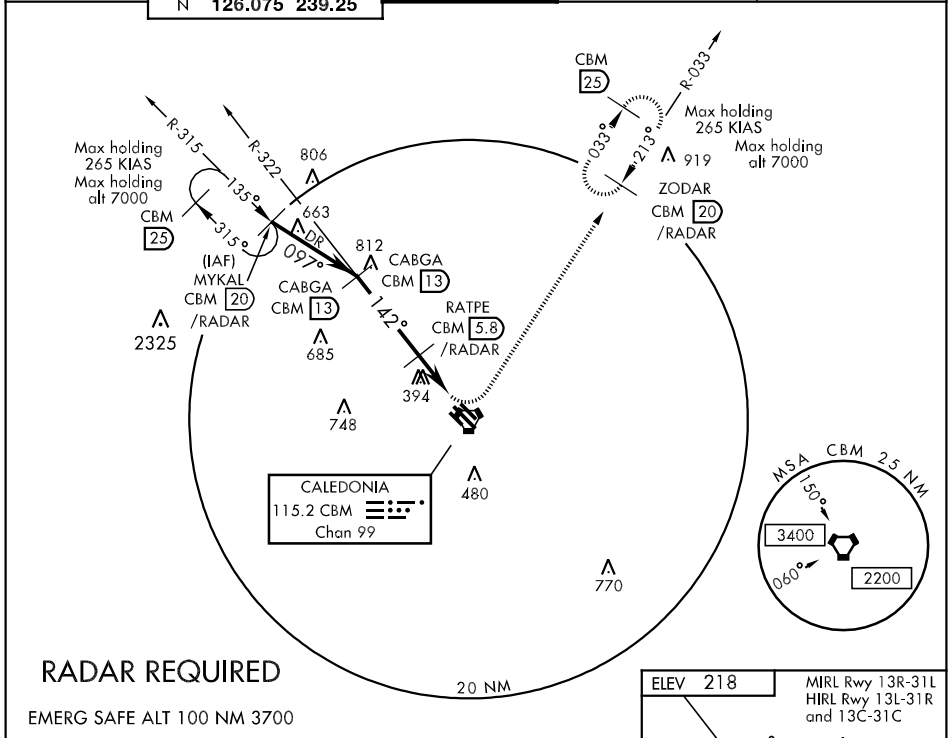 N 126.075 239.25
CBM
25
R-033
Max holding
265 KIAS
Max holding
alt 7000
033°
213°
919
ZODAR
CBM 20
/RADAR
R-315
R-322
806
Max holding
265 KIAS
Max holding
alt 7000
135°
315°
CBM
25
663
DR
097°
812
CABGA
CBM 13
(IAF)
MYKAL
CBM 20
/RADAR
CABGA
CBM 13
142°
RATPE
CBM 5.8
/RADAR
2325
685
394
748
480
CALEDONIA
115.2 CBM
Chan 99
770
MSA CBM 25 NM
150°
3400
060°
2200
RADAR REQUIRED
20 NM
EMERG SAFE ALT 100 NM 3700
ELEV 218
MIRL Rwy 13R-31L
HIRL Rwy 13L-31R
and 13C-31C